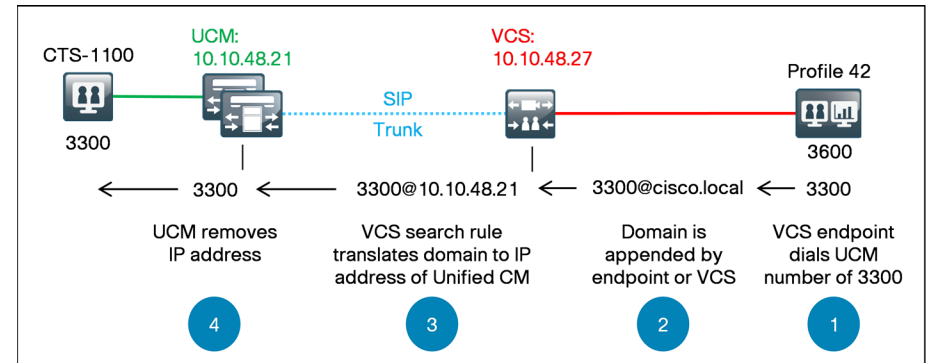 UCM:
10.10.48.21
VCS:
10.10.48.27
CTS-1100
Profile 42
SIP
Trunk
3300
3600
3300
3300@10.10.48.21
3300@cisco.local
3300
UCM removes
IP address
VCS search rule
translates domain to IP
address of Unified CM
Domain is
appended by
endpoint or VCS
VCS endpoint
dials UCM
number of 3300
4
3
2
1